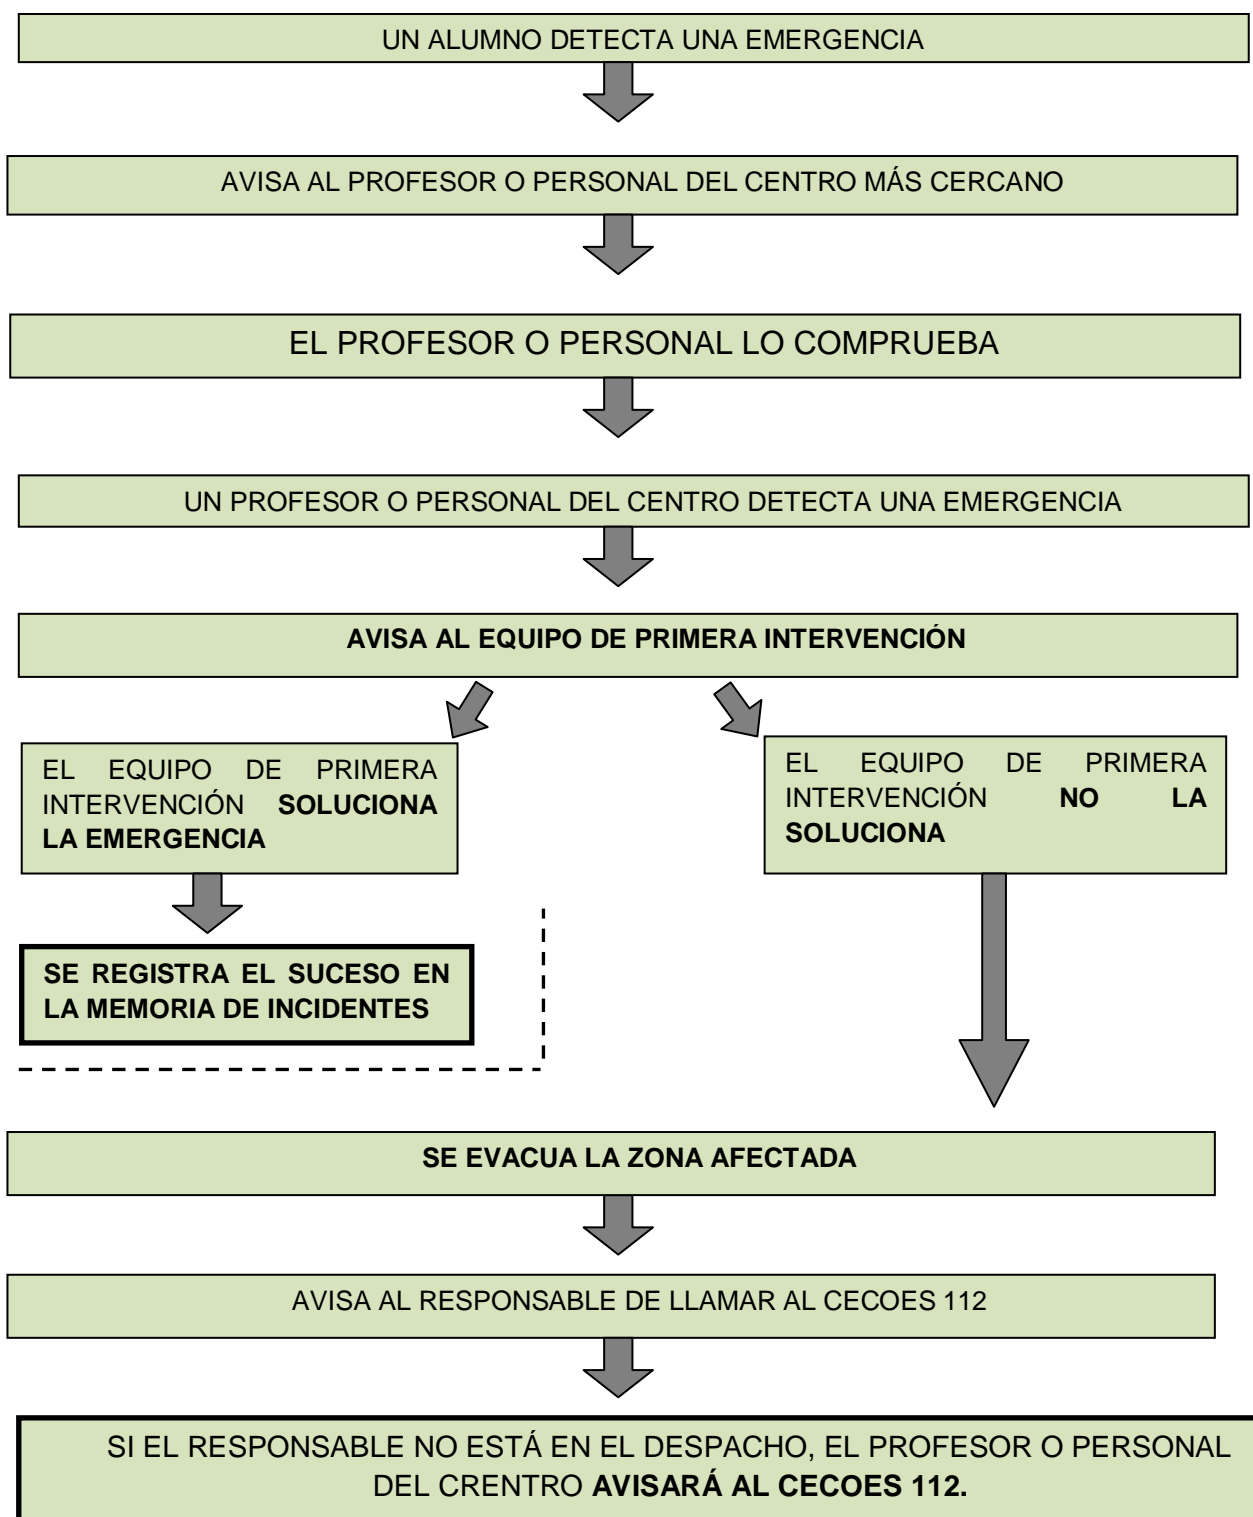 UN ALUMNO DETECTA UNA EMERGENCIA
AVISA AL PROFESOR O PERSONAL DEL CENTRO MÁS CERCANO
EL PROFESOR O PERSONAL LO COMPRUEBA
UN PROFESOR O PERSONAL DEL CENTRO DETECTA UNA EMERGENCIA
AVISA AL EQUIPO DE PRIMERA INTERVENCIÓN
EL EQUIPO DE PRIMERA
INTERVENCIÓN SOLUCIONA
LA EMERGENCIA
EL EQUIPO DE PRIMERA
INTERVENCIÓN NO LA
SOLUCIONA
SE REGISTRA EL SUCESO EN
LA MEMORIA DE INCIDENTES
SE EVACUA LA ZONA AFECTADA
AVISA AL RESPONSABLE DE LLAMAR AL CECOES 112
SI EL RESPONSABLE NO ESTÁ EN EL DESPACHO, EL PROFESOR O PERSONAL
DEL CRENTRO AVISARÁ AL CECOES 112.